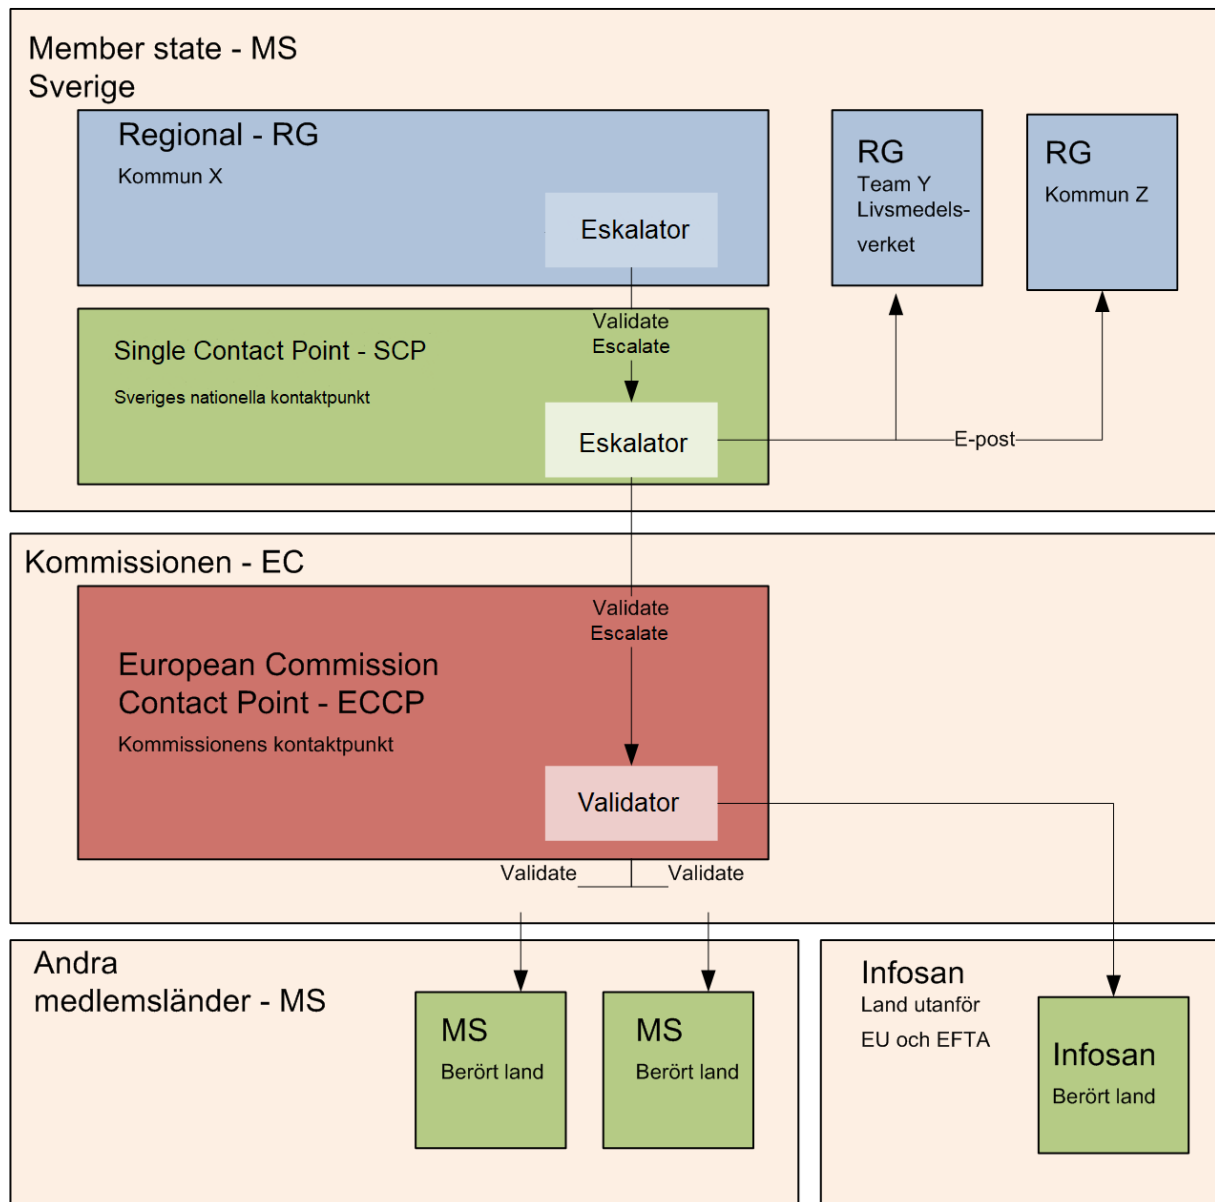 Member state - MS
Sverige
Regional - RG
Kommun X
Eskalator
RG
Team Y
Livsmedels-
verket
RG
Kommun Z
Validate
Escalate
Single Contact Point - SCP
Sveriges nationella kontaktpunkt
Eskalator
E-post
Kommissionen - EC
Validate
Escalate
European Commission
Contact Point - ECCP
Kommissionens kontaktpunkt
Validator
Validate
Validate
Andra
medlemsländer - MS
MS
Berört land
MS
Berört land
Infosan
Land utanför
EU och EFTA
Infosan
Berört land